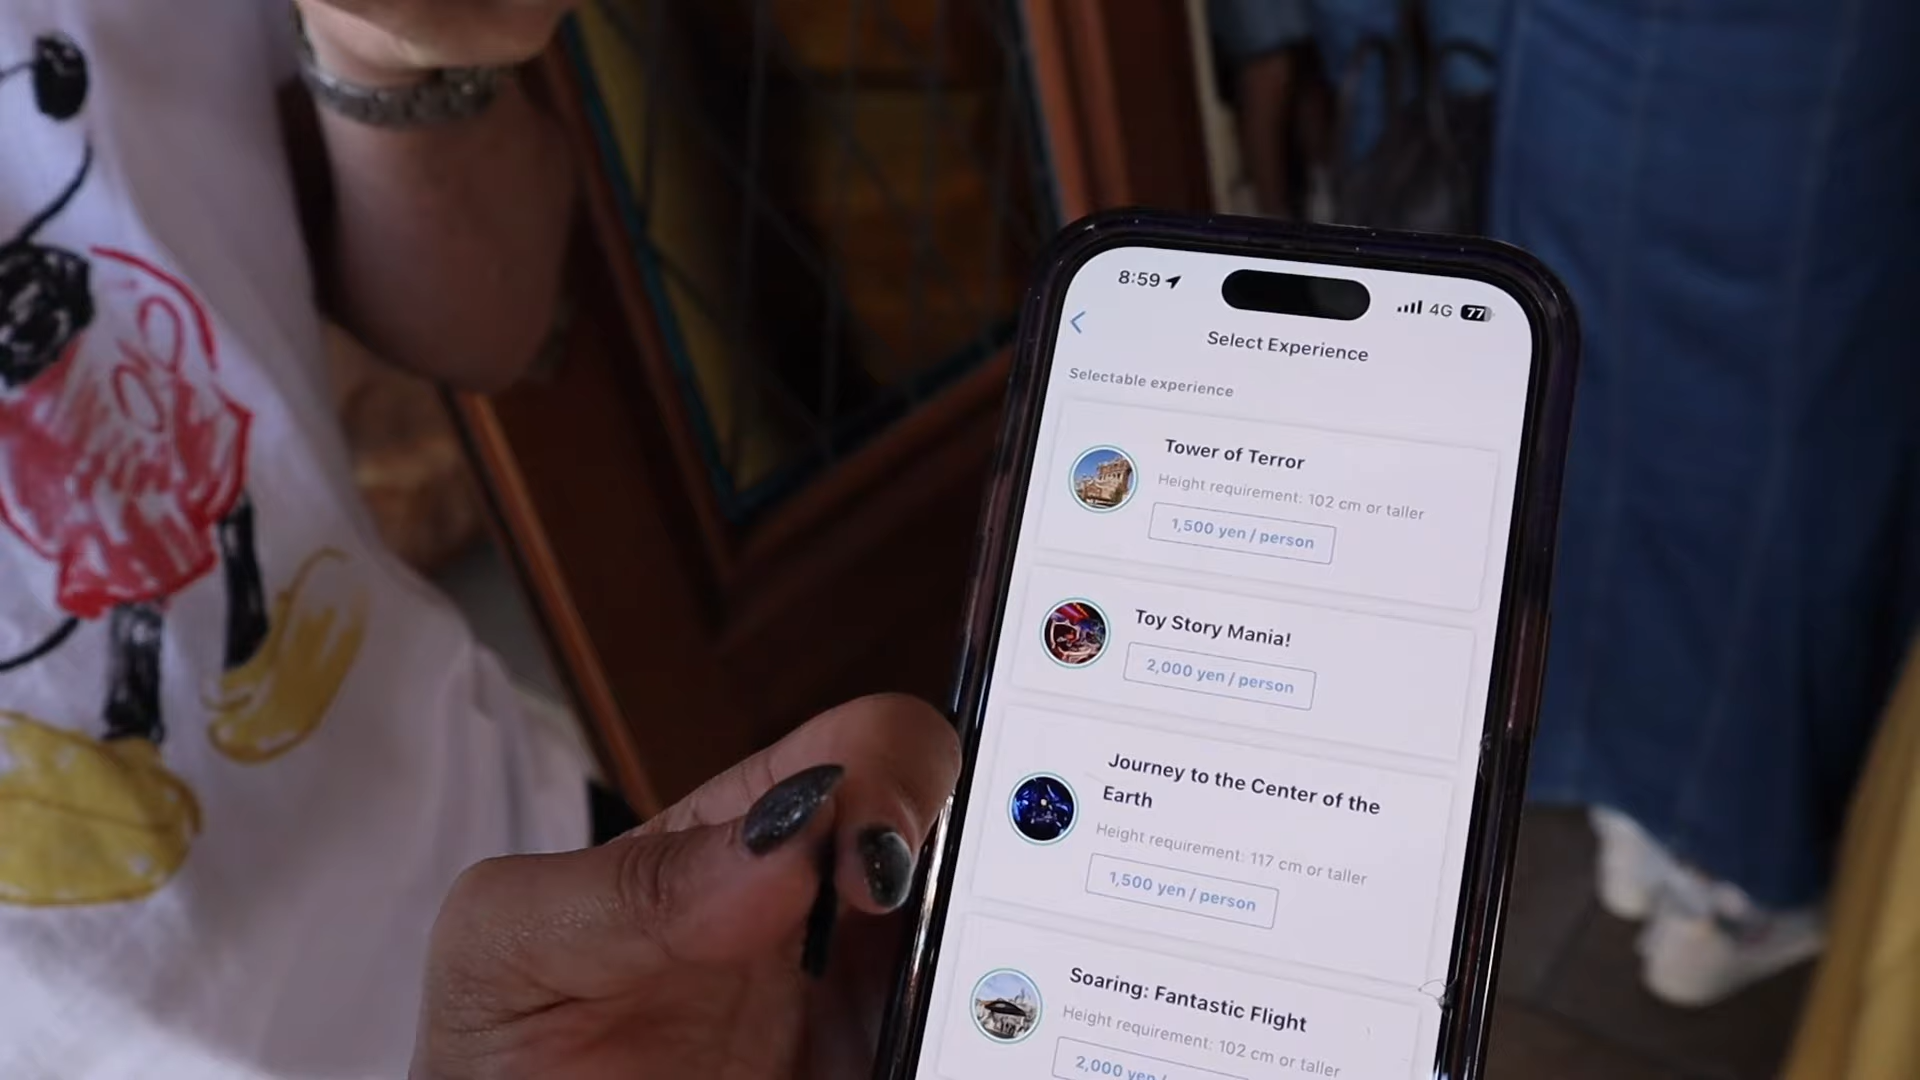 8:59
4G 77
Select Experience
Selectable experience
Tower of Terror
Height requirement: 102 cm or taller
1,500 yen / person
Toy Story Mania!
2,000 yen / person
Journey to the Center of the
Earth
Height requirement: 117 cm or taller
1,500 yen / person
Soaring: Fantastic Flight
Height requirement: 102 cm or taller
2,000 yen /